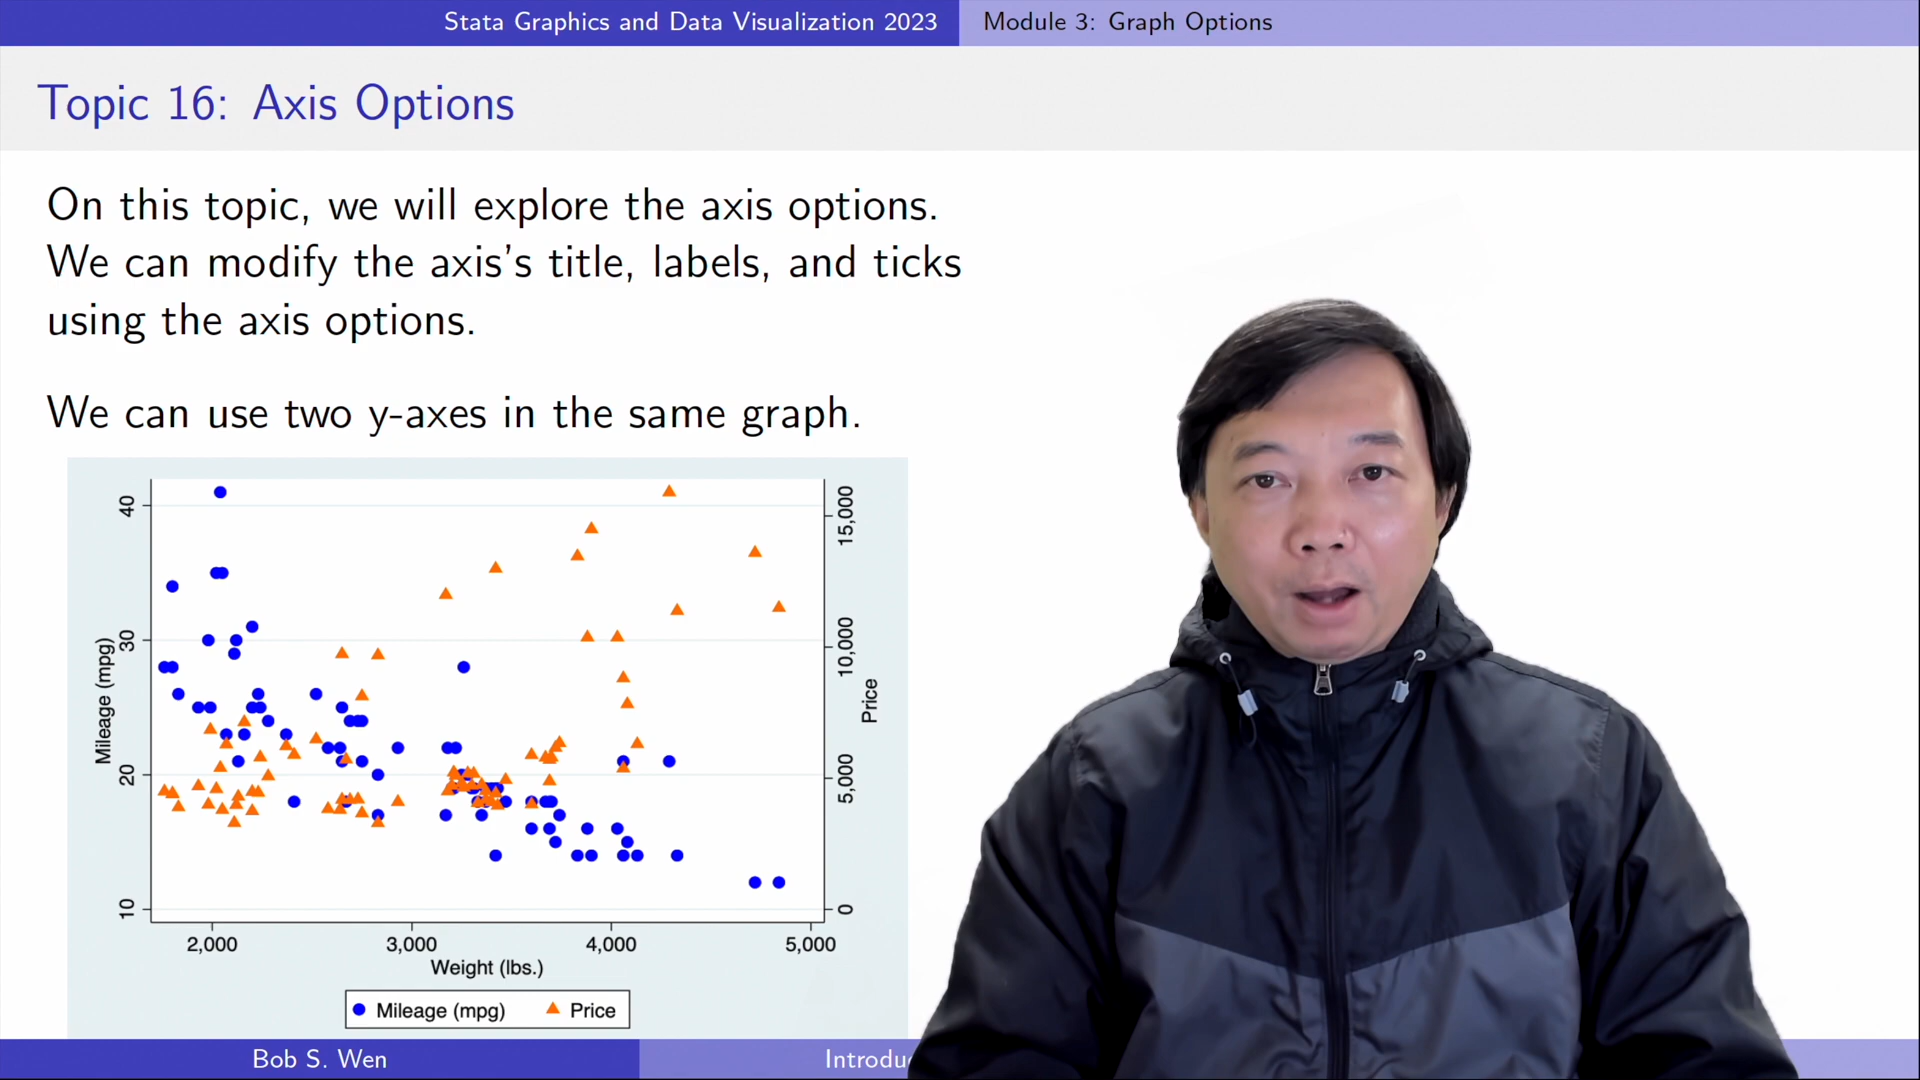 Stata Graphics and Data Visualization 2023
Module 3: Graph Options
Topic 16: Axis Options
On this topic, we will explore the axis options.
We can modify the axis's title, labels, and ticks
using the axis options.
We can use two y-axes in the same graph.
40
30
20
10
Mileage (mpg)
15,000
10,000
5,000
0
Price
2,000
3,000
4,000
5,000
Weight (lbs.)
Mileage (mpg)
Price
Bob S. Wen